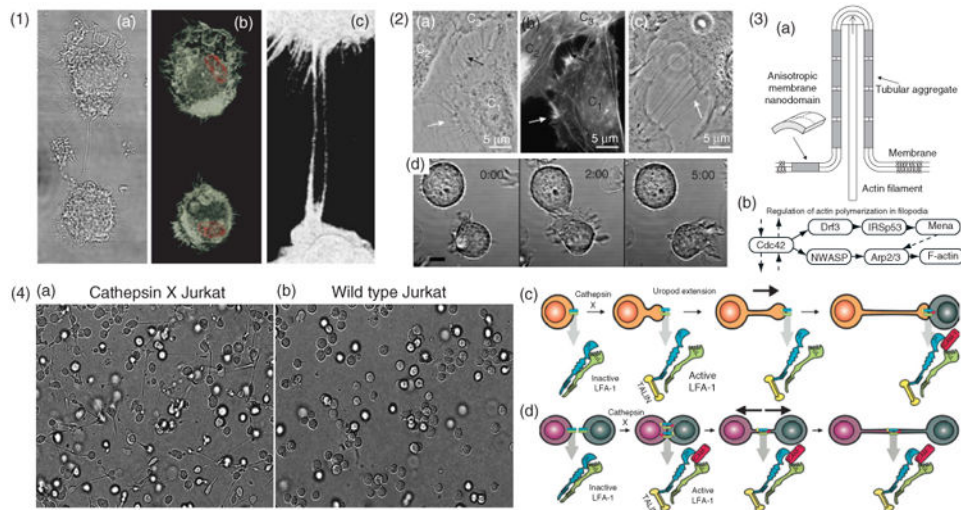 (1)
(a)
(b)
(c)
(2)
(a)
5 µm
(b)
C₃
C₁
5 µm
(c)
5 µm
(d)
0:00
2:00
5:00
(3)
(a)
Anisotropic
membrane
nanodomain
Tubular aggregate
Membrane
Actin filament
(b)
Regulation of actin polymerization in filopodia
Cdc42
Drf3
IRSp53
Mena
NWASP
Arp2/3
F-actin
(4)
(a)
Cathepsin X Jurkat
(b)
Wild type Jurkat
(c)
Cathepsin
X
Uropod extension
Inactive
LFA-1
TALIN
Active
LFA-1
(d)
Cathepsin
X
Inactive
LFA-1
TALIN
Active
LFA-1